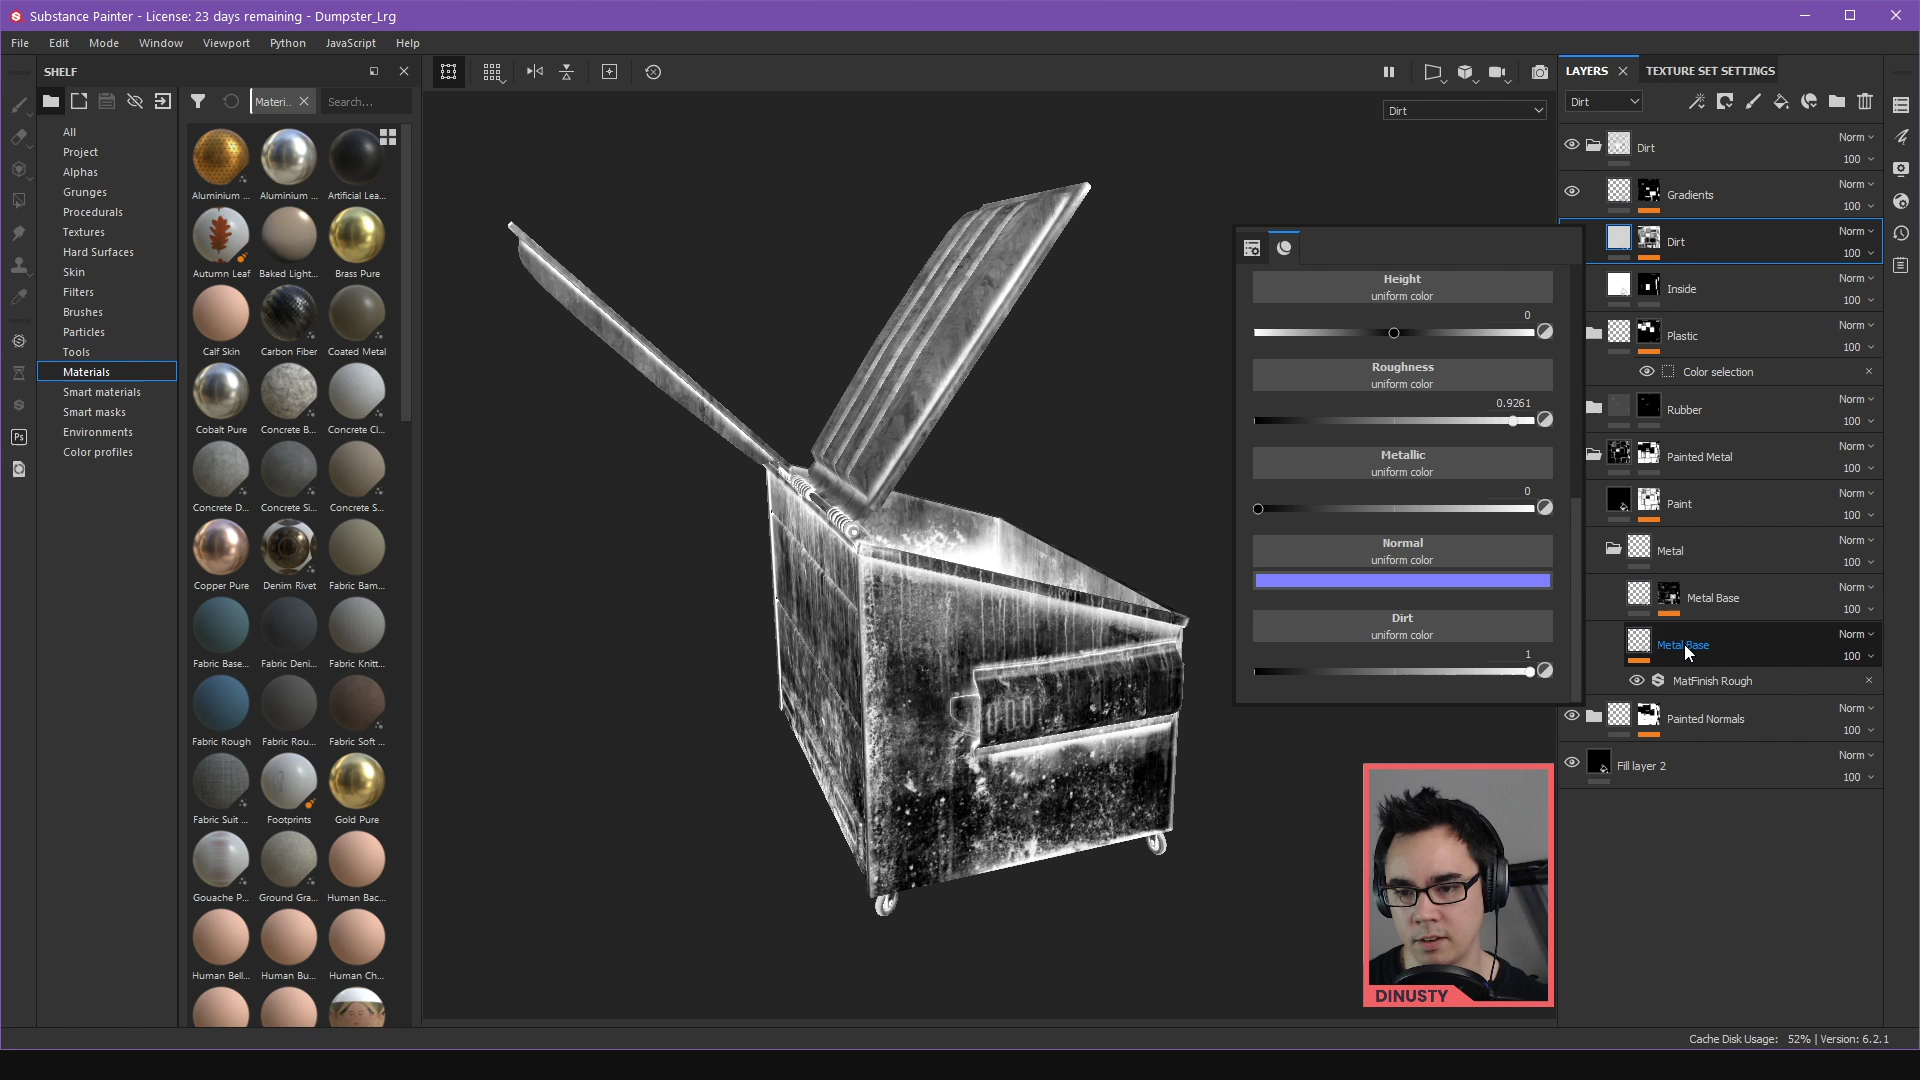 Substance Painter - License: 23 days remaining - Dumpster_Lrg
File Edit Mode Window Viewport Python JavaScript Help
SHELF
Materi.. Search...
All
Project
Alphas
Grunges
Procedurals
Textures
Hard Surfaces
Skin
Filters
Brushes
Particles
Tools
Materials
Smart materials
Smart masks
Environments
Color profiles
Ps
Aluminium ... Aluminium ... Artificial Lea...
Autumn Leaf Baked Light... Brass Pure
Calf Skin Carbon Fiber Coated Metal
Cobalt Pure Concrete B... Concrete Cl...
Concrete D... Concrete Si... Concrete S...
Copper Pure Denim Rivet Fabric Bam...
Fabric Base... Fabric Deni... Fabric Knitt...
Fabric Rough Fabric Rou... Fabric Soft ...
Fabric Suit ... Footprints Gold Pure
Gouache P... Ground Gra... Human Bac...
Human Bell... Human Bu... Human Ch...
Dirt
Height
uniform color
0
Roughness
uniform color
0.9261
Metallic
uniform color
0
Normal
uniform color
Dirt
uniform color
1
DINUSTY
LAYERS TEXTURE SET SETTINGS
Dirt
Dirt Norm 100
Gradients Norm 100
Dirt Norm 100
Inside Norm 100
Plastic Norm 100
Color selection
Rubber Norm 100
Painted Metal Norm 100
Paint Norm 100
Metal Norm 100
Metal Base Norm 100
Metal Base Norm 100
MatFinish Rough
Painted Normals Norm 100
Fill layer 2 Norm 100
Cache Disk Usage: 52% | Version: 6.2.1